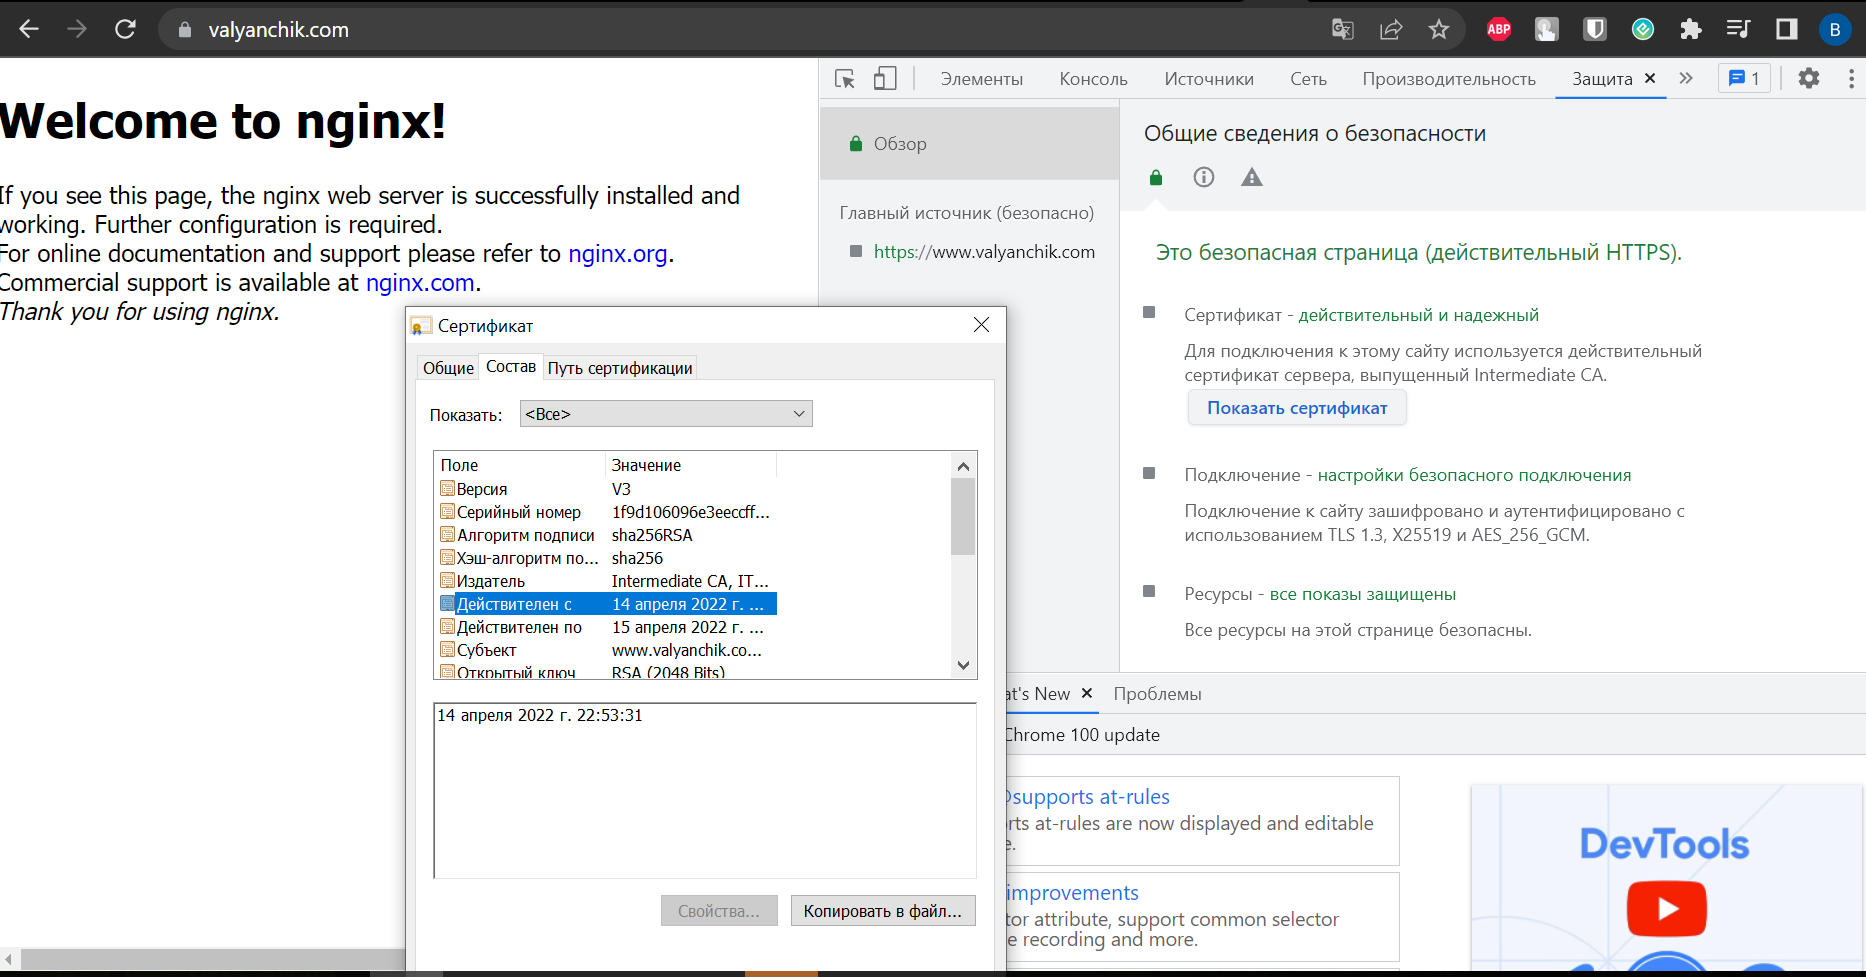 valyanchik.com
ABP
B
Welcome to nginx!
If you see this page, the nginx web server is successfully installed and
working. Further configuration is required.
For online documentation and support please refer to nginx.org.
Commercial support is available at nginx.com.
Thank you for using nginx.
Элементы Консоль Источники Сеть Производительность Защита 1
Обзор
Главный источник (безопасно)
https://www.valyanchik.com
Общие сведения о безопасности
Это безопасная страница (действительный HTTPS).
Сертификат - действительный и надежный
Для подключения к этому сайту используется действительный
сертификат сервера, выпущенный Intermediate CA.
Показать сертификат
Подключение - настройки безопасного подключения
Подключение к сайту зашифровано и аутентифицировано с
использованием TLS 1.3, X25519 и AES_256_GCM.
Ресурсы - все показы защищены
Все ресурсы на этой странице безопасны.
Сертификат
Общие Состав Путь сертификации
Показать: <Все>
Поле Значение
Версия V3
Серийный номер 1f9d106096e3eeccff...
Алгоритм подписи sha256RSA
Хэш-алгоритм по... sha256
Издатель Intermediate CA, IT...
Действителен с 14 апреля 2022 г. ...
Действителен по 15 апреля 2022 г. ...
Субъект www.valyanchik.co...
Открытый ключ RSA (2048 Bits)
14 апреля 2022 г. 22:53:31
Свойства... Копировать в файл...
at's New Проблемы
Chrome 100 update
@supports at-rules
rts at-rules are now displayed and editable
e.
improvements
tor attribute, support common selector
e recording and more.
DevTools